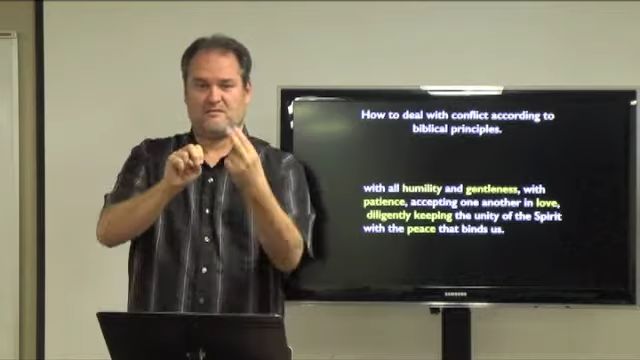 How to deal with conflict according to
biblical principles.
with all humility and gentleness, with
patience, accepting one another in love,
diligently keeping the unity of the Spirit
with the peace that binds us.
SAMSUNG